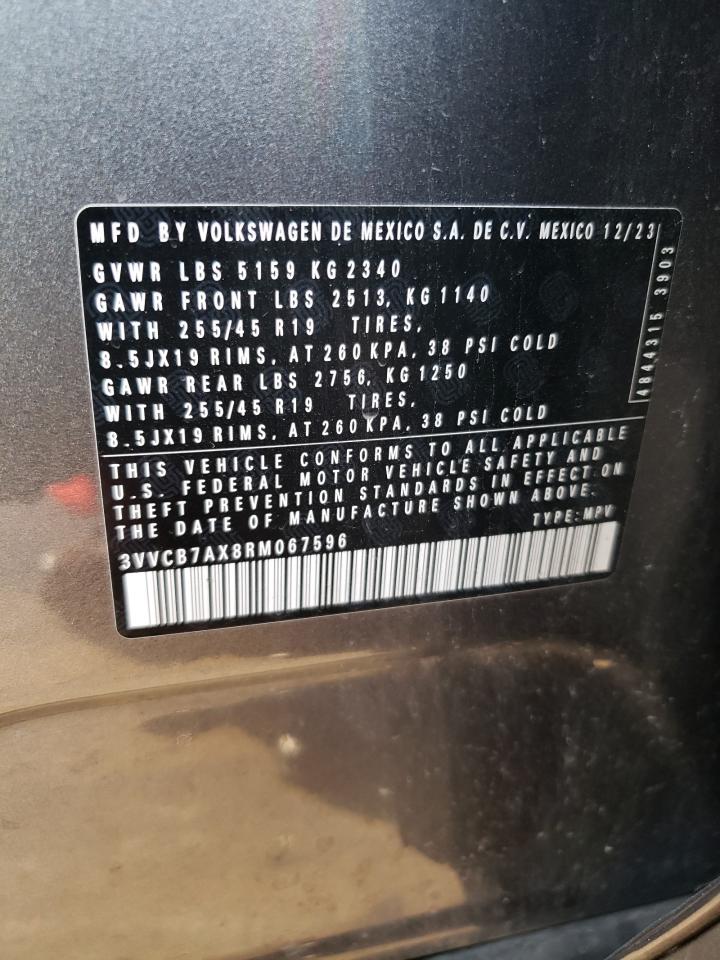 MFD BY VOLKSWAGEN DE MEXICO S.A. DE C.V. MEXICO 12/23
GVWR LBS 5159 KG 2340
GAWR FRONT LBS 2513, KG 1140
WITH 255/45 R19 TIRES,
8.5JX19 RIMS, AT 260 KPA, 38 PSI COLD
GAWR REAR LBS 2756, KG 1250
WITH 255/45 R19 TIRES,
8.5JX19 RIMS, AT 260 KPA, 38 PSI COLD
4844315 3903
THIS VEHICLE CONFORMS TO ALL APPLICABLE
U.S. FEDERAL MOTOR VEHICLE SAFETY AND
THEFT PREVENTION STANDARDS IN EFFECT ON
THE DATE OF MANUFACTURE SHOWN ABOVE.
TYPE: MPV
3VVCB7AX8RM067596